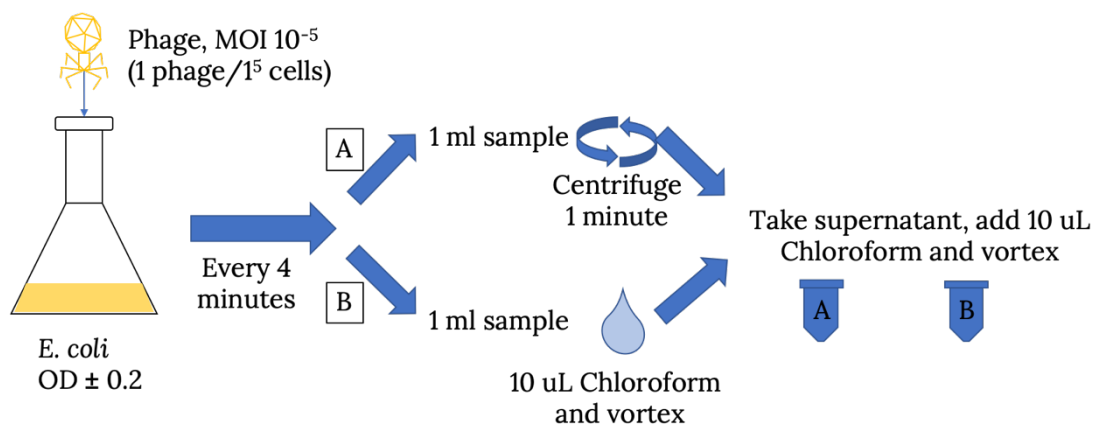 Phage, MOI 10⁻⁵
(1 phage/1⁵ cells)
A
1 ml sample
Centrifuge
1 minute
Every 4
minutes
B
1 ml sample
10 uL Chloroform
and vortex
Take supernatant, add 10 uL
Chloroform and vortex
A
B
E. coli
OD ± 0.2